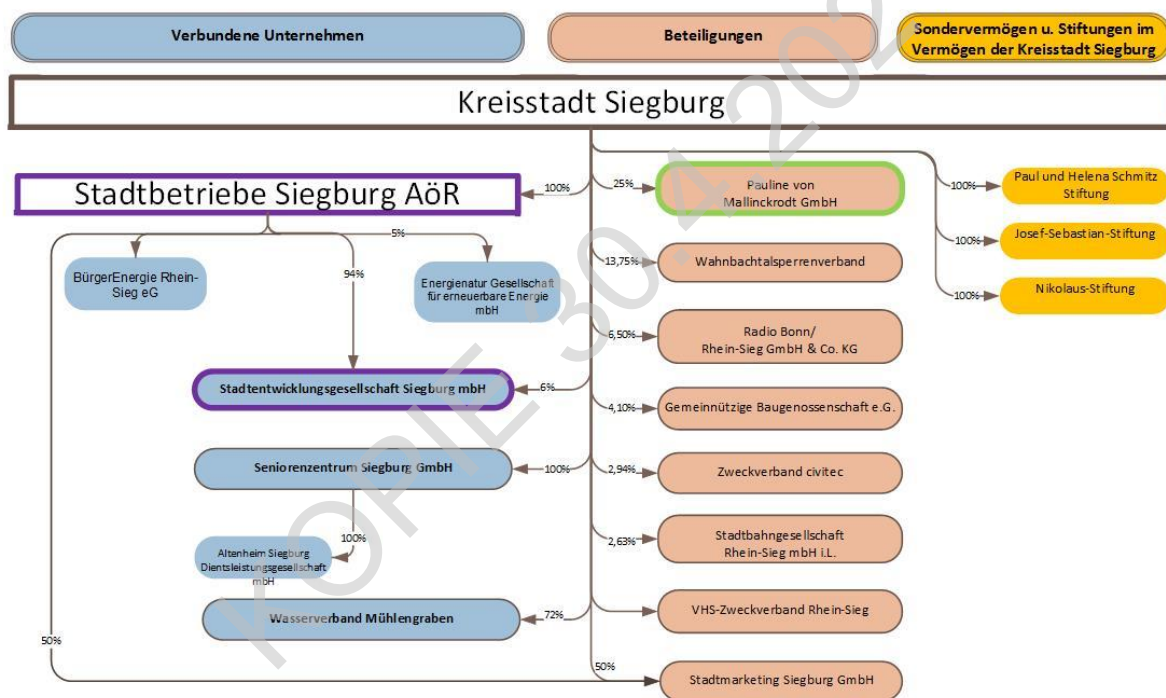 Verbundene Unternehmen
Beteiligungen
Sondervermögen u. Stiftungen im
Vermögen der Kreisstadt Siegburg
Kreisstadt Siegburg
Stadtbetriebe Siegburg AöR
100%
25%
Pauline von
Mallinckrodt GmbH
100%
Paul und Helena Schmitz
Stiftung
5%
BürgerEnergie Rhein-
Sieg eG
94%
Energienatur Gesellschaft
für erneuerbare Energie
mbH
13,75%
Wahnbachtalsperrenverband
100%
Josef-Sebastian-Stiftung
100%
Nikolaus-Stiftung
6,50%
Radio Bonn/
Rhein-Sieg GmbH & Co. KG
Stadtentwicklungsgesellschaft Siegburg mbH
6%
4,10%
Gemeinnützige Baugenossenschaft e.G.
Seniorenzentrum Siegburg GmbH
100%
2,94%
Zweckverband civitec
100%
Altenheim Siegburg
Dientsleistungsgesellschaft
mbH
2,63%
Stadtbahngesellschaft
Rhein-Sieg mbH i.L.
Wasserverband Mühlengraben
72%
VHS-Zweckverband Rhein-Sieg
50%
50%
Stadtmarketing Siegburg GmbH
KOPIE 30.4.202